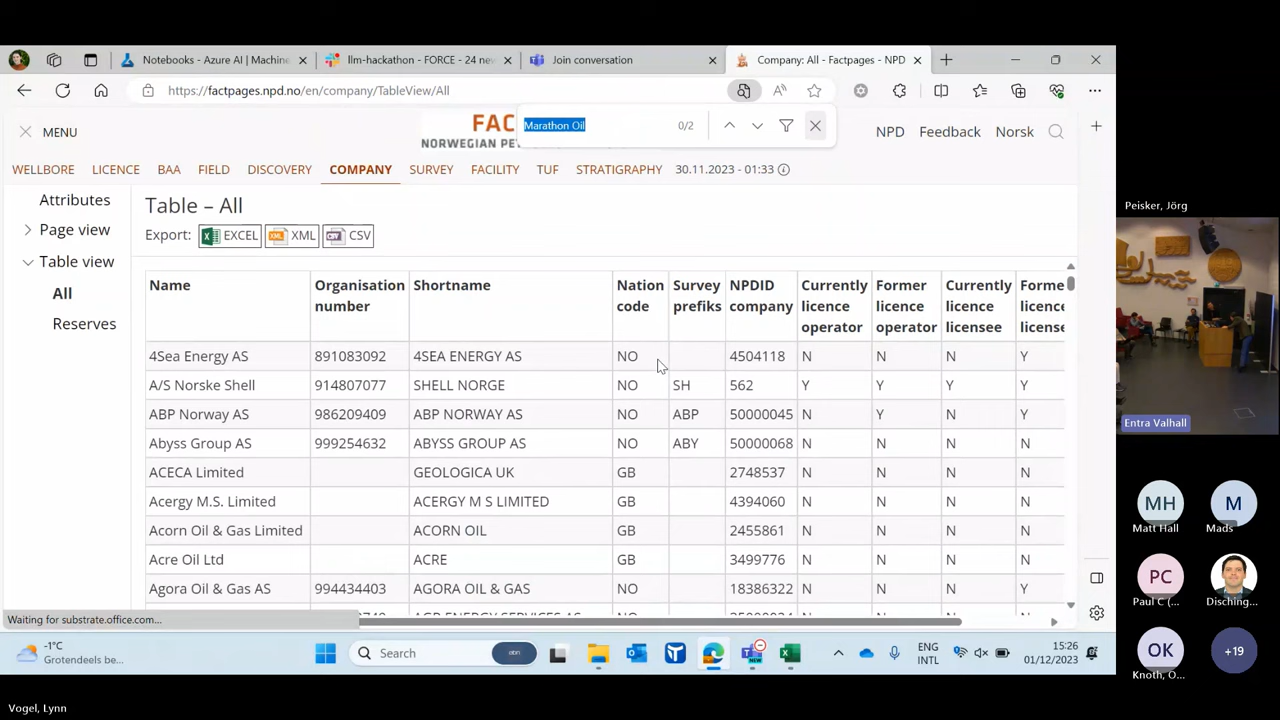 Notebooks - Azure AI | Machine
llm-hackathon - FORCE - 24 nev
Join conversation
Company: All - Factpages - NPD
https://factpages.npd.no/en/company/TableView/All
Marathon Oil
0/2
MENU
FAC
NORWEGIAN PE
NPD
Feedback
Norsk
WELLBORE
LICENCE
BAA
FIELD
DISCOVERY
COMPANY
SURVEY
FACILITY
TUF
STRATIGRAPHY
30.11.2023 - 01:33
Attributes
Page view
Table view
All
Reserves
Table – All
Export: EXCEL XML CSV
Name Organisation number Shortname Nation code Survey prefiks NPDID company Currently licence operator Former licence operator Currently licence licensee Forme licence license
4Sea Energy AS 891083092 4SEA ENERGY AS NO 4504118 N N N Y
A/S Norske Shell 914807077 SHELL NORGE NO SH 562 Y Y Y Y
ABP Norway AS 986209409 ABP NORWAY AS NO ABP 50000045 N Y N Y
Abyss Group AS 999254632 ABYSS GROUP AS NO ABY 50000068 N N N N
ACECA Limited GEOLOGICA UK GB 2748537 N N N N
Acergy M.S. Limited ACERGY M S LIMITED GB 4394060 N N N N
Acorn Oil & Gas Limited ACORN OIL GB 2455861 N N N N
Acre Oil Ltd ACRE GB 3499776 N N N N
Agora Oil & Gas AS 994434403 AGORA OIL & GAS NO 18386322 N N N Y
Waiting for substrate.office.com...
-1°C
Grotendeels be...
Search
ENG
INTL
15:26
01/12/2023
Vogel, Lynn
Peisker, Jörg
Entra Valhall
MH
Matt Hall
M
Mads
PC
Paul C (...
Disching...
OK
Knoth, O...
+19